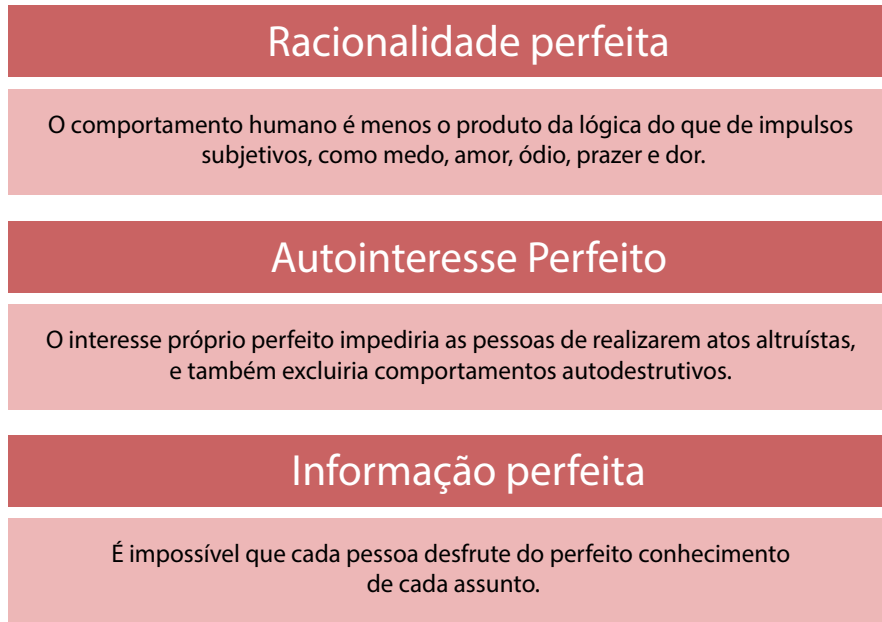 Racionalidade perfeita
O comportamento humano é menos o produto da lógica do que de impulsos
subjetivos, como medo, amor, ódio, prazer e dor.
Autointeresse Perfeito
O interesse próprio perfeito impediria as pessoas de realizarem atos altruístas,
e também excluiria comportamentos autodestrutivos.
Informação perfeita
É impossível que cada pessoa desfrute do perfeito conhecimento
de cada assunto.